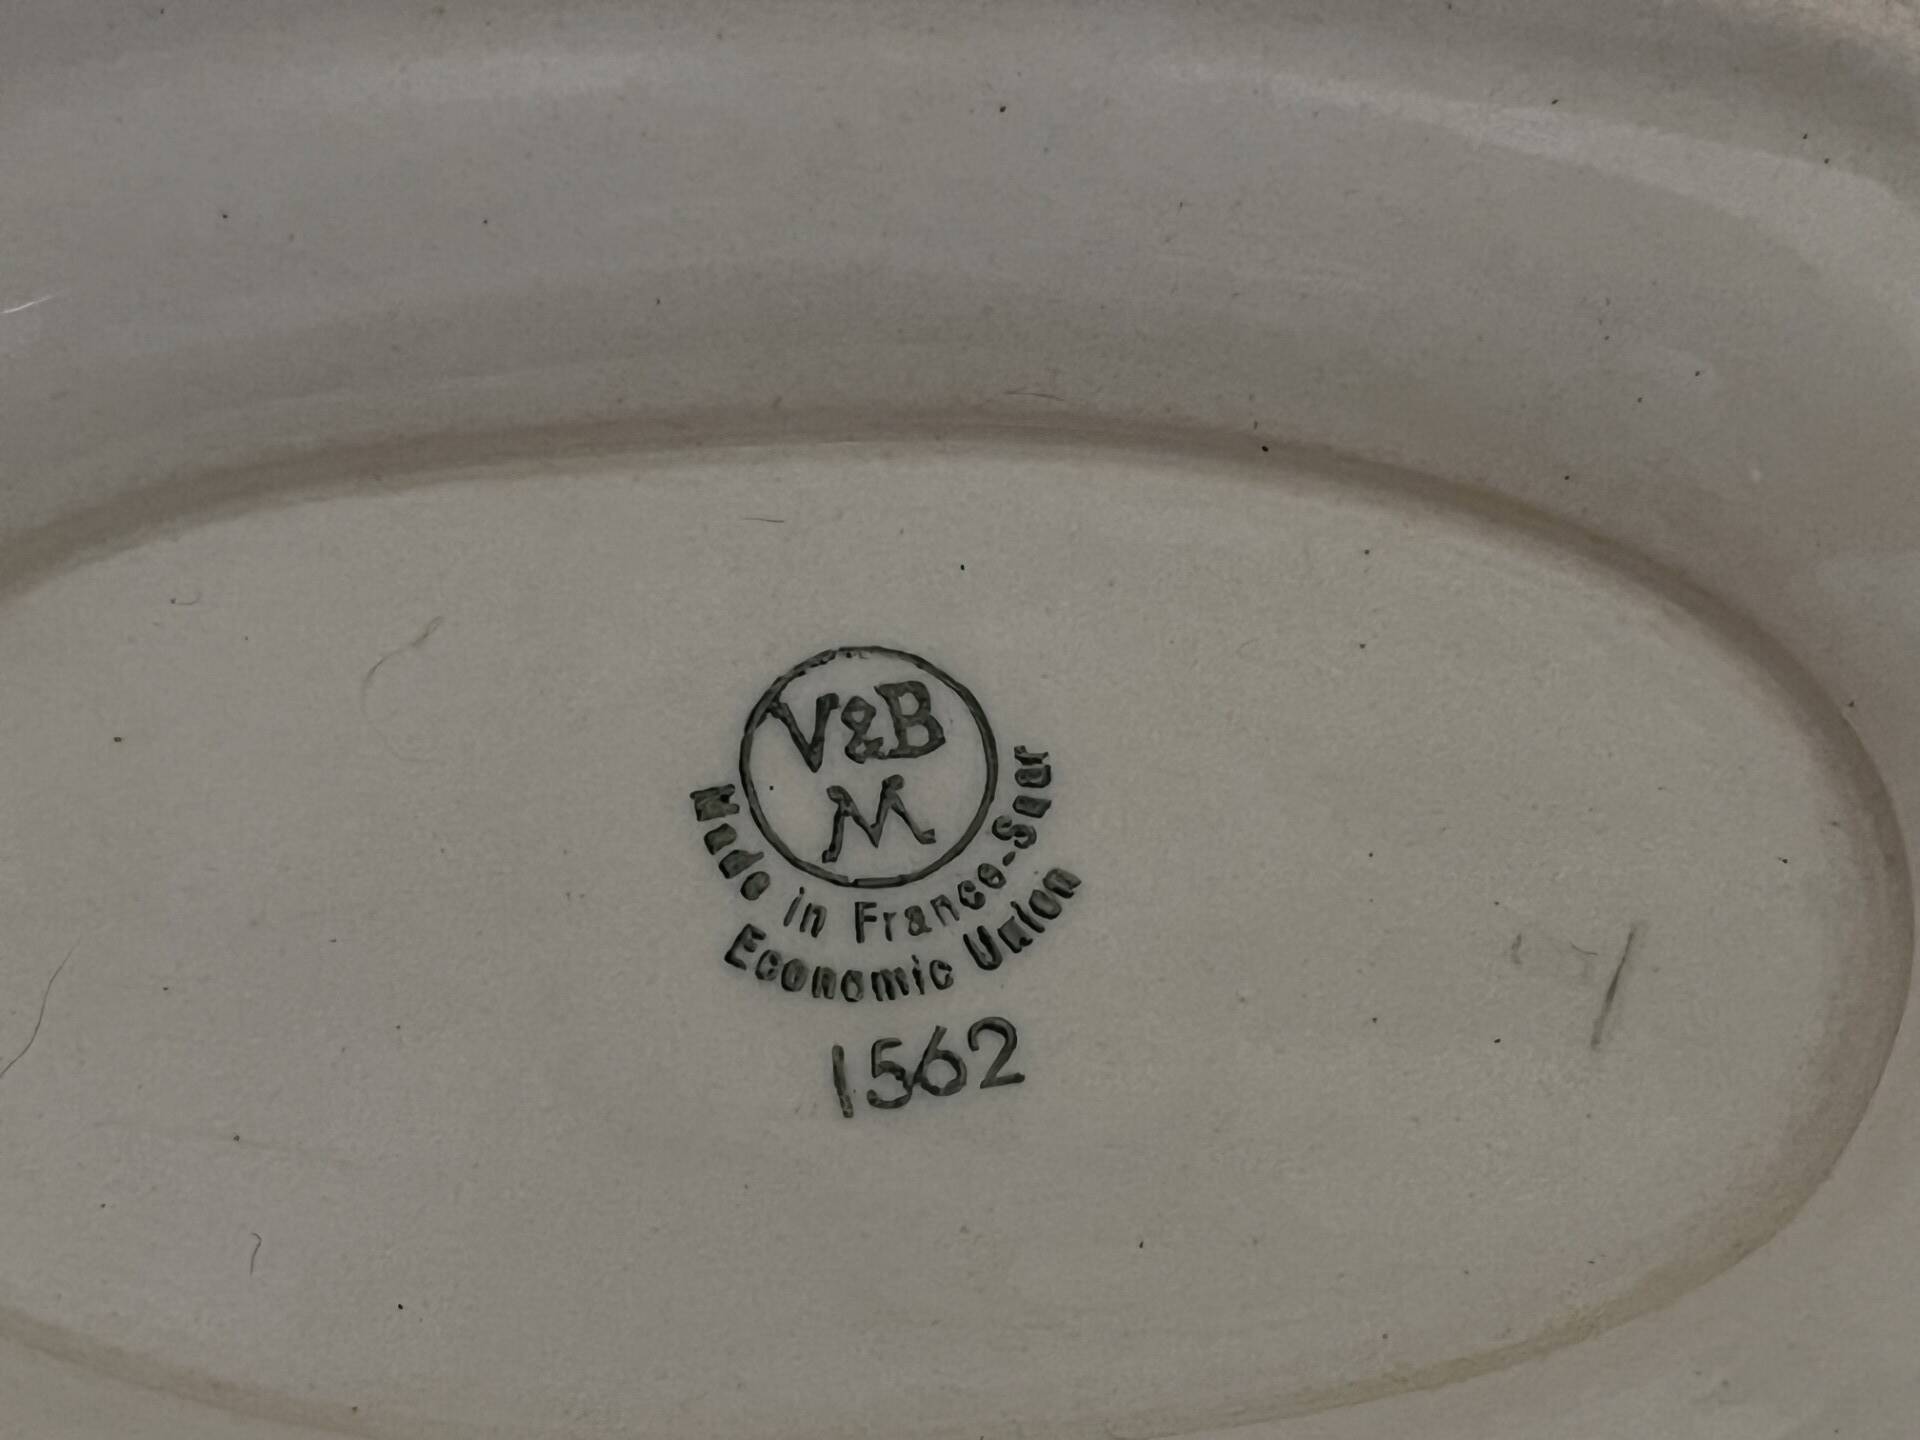 V&B
M
Made in France-Saar
Economic Union
1562